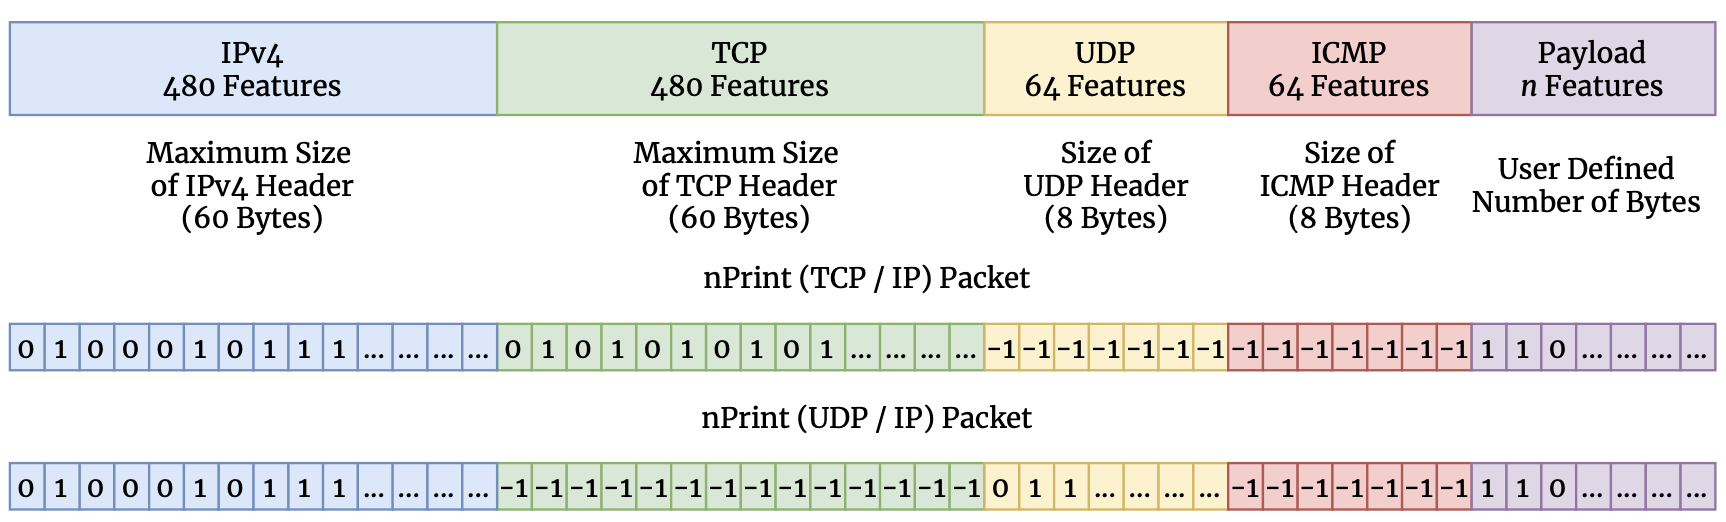 IPv4
480 Features
TCP
480 Features
UDP
64 Features
ICMP
64 Features
Payload
n Features
Maximum Size
of IPv4 Header
(60 Bytes)
Maximum Size
of TCP Header
(60 Bytes)
Size of
UDP Header
(8 Bytes)
Size of
ICMP Header
(8 Bytes)
User Defined
Number of Bytes
nPrint (TCP / IP) Packet
0 1 0 0 0 1 0 1 1 1 ... ... ... ... 0 1 0 1 0 1 0 1 0 1 ... ... ... ... -1 -1 -1 -1 -1 -1 -1 -1 -1 -1 -1 -1 -1 -1 1 1 0 ... ... ... ...
nPrint (UDP / IP) Packet
0 1 0 0 0 1 0 1 1 1 ... ... ... ... -1 -1 -1 -1 -1 -1 -1 -1 -1 -1 -1 -1 -1 -1 0 1 1 ... ... ... ... -1 -1 -1 -1 -1 -1 -1 1 1 0 ... ... ... ...